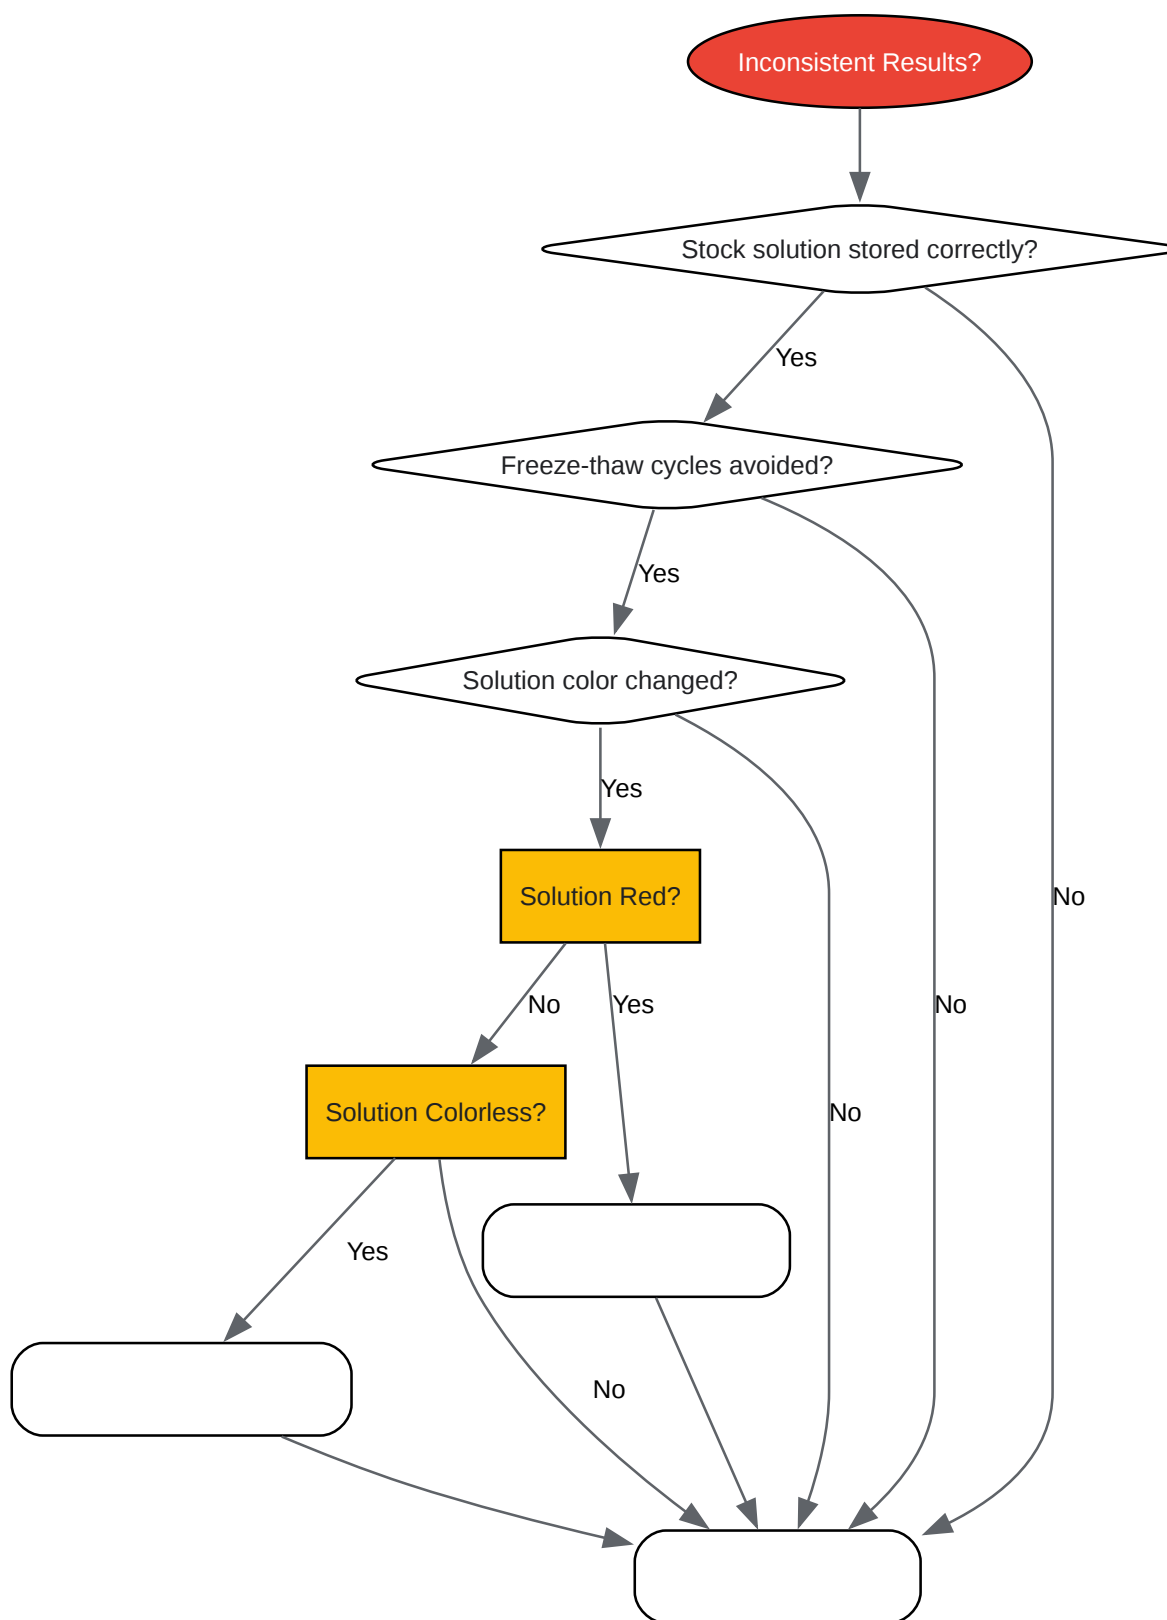 Inconsistent Results?
Stock solution stored correctly?
Yes
Freeze-thaw cycles avoided?
Yes
Solution color changed?
Yes
Solution Red?
No
No
Yes
No
Solution Colorless?
No
Yes
No